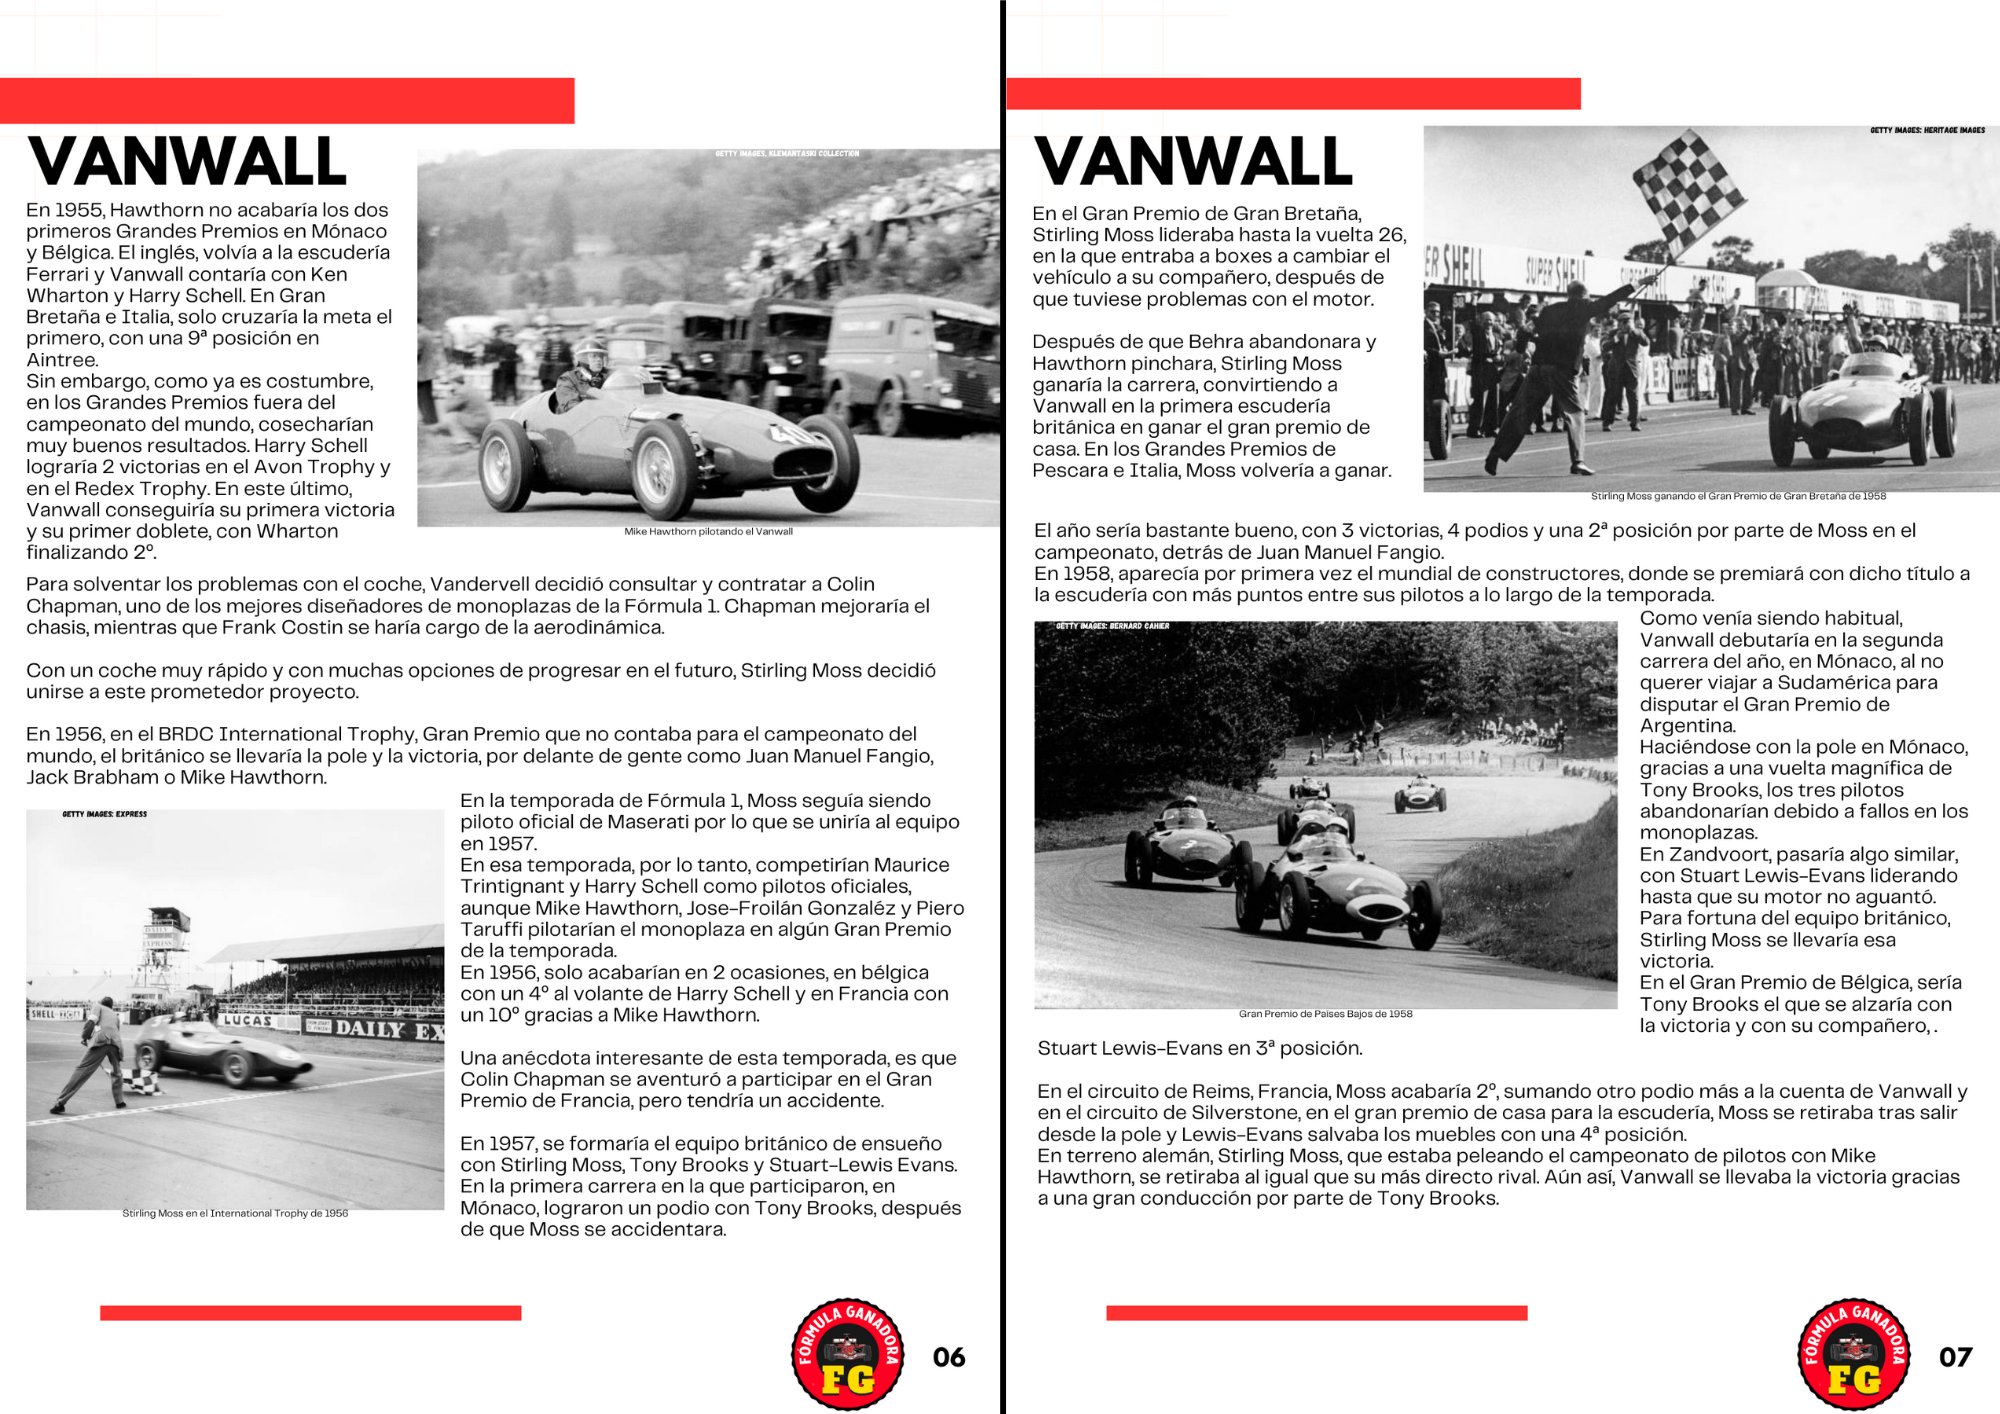 VANWALL
En 1955, Hawthorn no acabaría los dos
primeros Grandes Premios en Mónaco
y Bélgica. El inglés, volvía a la escudería
Ferrari y Vanwall contaría con Ken
Wharton y Harry Schell. En Gran
Bretaña e Italia, solo cruzaría la meta el
primero, con una 9ª posición en
Aintree.
Sin embargo, como ya es costumbre,
en los Grandes Premios fuera del
campeonato del mundo, cosecharían
muy buenos resultados. Harry Schell
lograría 2 victorias en el Avon Trophy y
en el Redex Trophy. En este último,
Vanwall conseguiría su primera victoria
y su primer doblete, con Wharton
finalizando 2º.
GETTY IMAGES, KLEMANTASKI COLLECTION
40
Mike Hawthorn pilotando el Vanwall
Para solventar los problemas con el coche, Vandervell decidió consultar y contratar a Colin
Chapman, uno de los mejores diseñadores de monoplazas de la Fórmula 1. Chapman mejoraría el
chasis, mientras que Frank Costin se haría cargo de la aerodinámica.
Con un coche muy rápido y con muchas opciones de progresar en el futuro, Stirling Moss decidió
unirse a este prometedor proyecto.
En 1956, en el BRDC International Trophy, Gran Premio que no contaba para el campeonato del
mundo, el británico se llevaría la pole y la victoria, por delante de gente como Juan Manuel Fangio,
Jack Brabham o Mike Hawthorn.
GETTY IMAGES: EXPRESS
DAILY
EXPRESS
SHELL
LUCAS
DAILY EX
Stirling Moss en el International Trophy de 1956
En la temporada de Fórmula 1, Moss seguía siendo
piloto oficial de Maserati por lo que se uniría al equipo
en 1957.
En esa temporada, por lo tanto, competirían Maurice
Trintignant y Harry Schell como pilotos oficiales,
aunque Mike Hawthorn, Jose-Froilán Gonzaléz y Piero
Taruffi pilotarían el monoplaza en algún Gran Premio
de la temporada.
En 1956, solo acabarían en 2 ocasiones, en bélgica
con un 4º al volante de Harry Schell y en Francia con
un 10º gracias a Mike Hawthorn.
Una anécdota interesante de esta temporada, es que
Colin Chapman se aventuró a participar en el Gran
Premio de Francia, pero tendría un accidente.
En 1957, se formaría el equipo británico de ensueño
con Stirling Moss, Tony Brooks y Stuart-Lewis Evans.
En la primera carrera en la que participaron, en
Mónaco, lograron un podio con Tony Brooks, después
de que Moss se accidentara.
FÓRMULA GANADORA
FG
06
VANWALL
En el Gran Premio de Gran Bretaña,
Stirling Moss lideraba hasta la vuelta 26,
en la que entraba a boxes a cambiar el
vehículo a su compañero, después de
que tuviese problemas con el motor.
Después de que Behra abandonara y
Hawthorn pinchara, Stirling Moss
ganaría la carrera, convirtiendo a
Vanwall en la primera escudería
británica en ganar el gran premio de
casa. En los Grandes Premios de
Pescara e Italia, Moss volvería a ganar.
GETTY IMAGES: HERITAGE IMAGES
ER SHELL
SUPER SHELL
SUPER SHELL
Stirling Moss ganando el Gran Premio de Gran Bretaña de 1958
El año sería bastante bueno, con 3 victorias, 4 podios y una 2ª posición por parte de Moss en el
campeonato, detrás de Juan Manuel Fangio.
En 1958, aparecía por primera vez el mundial de constructores, donde se premiará con dicho título a
la escudería con más puntos entre sus pilotos a lo largo de la temporada.
GETTY IMAGES: BERNARD CAHIER
3
1
Gran Premio de Paises Bajos de 1958
Como venía siendo habitual,
Vanwall debutaría en la segunda
carrera del año, en Mónaco, al no
querer viajar a Sudamérica para
disputar el Gran Premio de
Argentina.
Haciéndose con la pole en Mónaco,
gracias a una vuelta magnífica de
Tony Brooks, los tres pilotos
abandonarían debido a fallos en los
monoplazas.
En Zandvoort, pasaría algo similar,
con Stuart Lewis-Evans liderando
hasta que su motor no aguantó.
Para fortuna del equipo británico,
Stirling Moss se llevaría esa
victoria.
En el Gran Premio de Bélgica, sería
Tony Brooks el que se alzaría con
la victoria y con su compañero, .
Stuart Lewis-Evans en 3ª posición.
En el circuito de Reims, Francia, Moss acabaría 2º, sumando otro podio más a la cuenta de Vanwall y
en el circuito de Silverstone, en el gran premio de casa para la escudería, Moss se retiraba tras salir
desde la pole y Lewis-Evans salvaba los muebles con una 4ª posición.
En terreno alemán, Stirling Moss, que estaba peleando el campeonato de pilotos con Mike
Hawthorn, se retiraba al igual que su más directo rival. Aún así, Vanwall se llevaba la victoria gracias
a una gran conducción por parte de Tony Brooks.
FÓRMULA GANADORA
FG
07